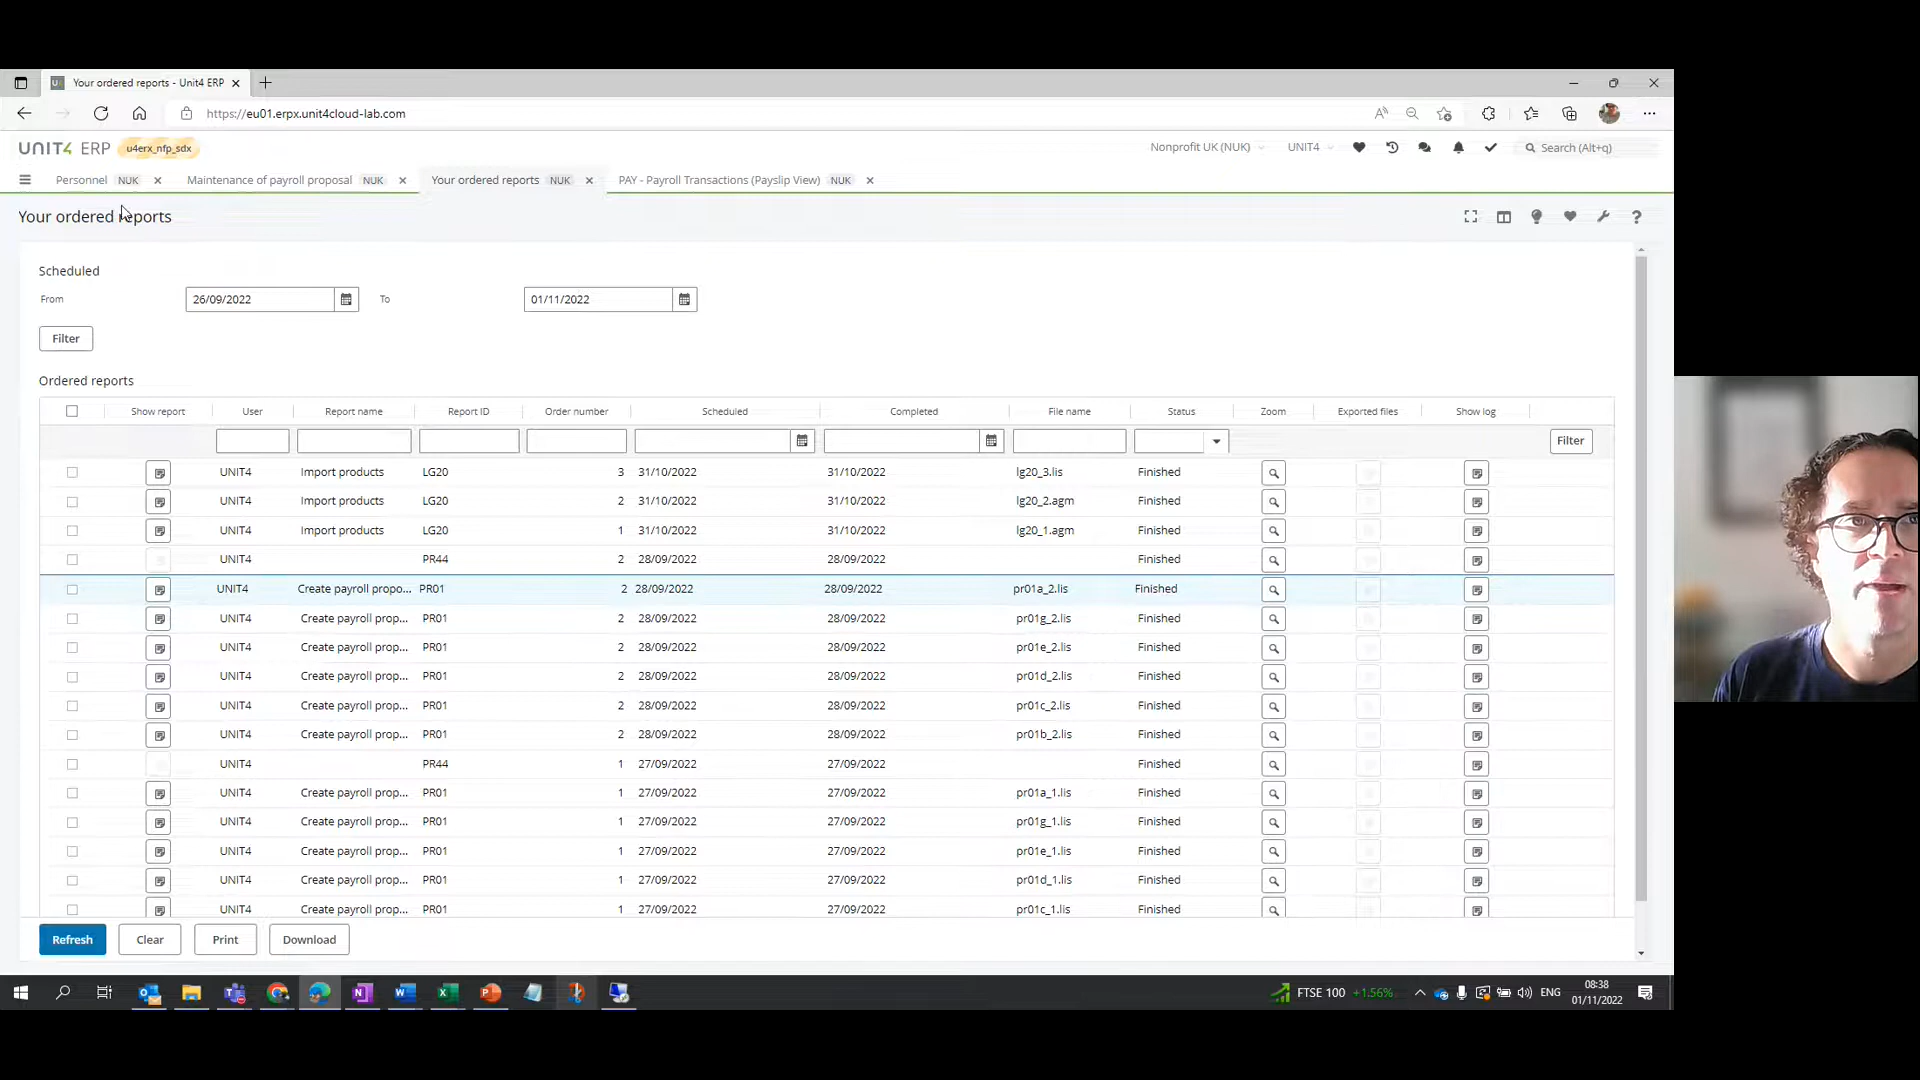 Your ordered reports - Unit4 ERP
https://eu01.erpx.unit4cloud-lab.com
UNIT4 ERP u4erx_nfp_sdx Nonprofit UK (NUK) UNIT4 Search (Alt+q)
Personnel NUK Maintenance of payroll proposal NUK Your ordered reports NUK PAY - Payroll Transactions (Payslip View) NUK
Your ordered reports
Scheduled
From 26/09/2022 To 01/11/2022
Filter
Ordered reports
Show report User Report name Report ID Order number Scheduled Completed File name Status Zoom Exported files Show log
Filter
UNIT4 Import products LG20 3 31/10/2022 31/10/2022 lg20_3.lis Finished
UNIT4 Import products LG20 2 31/10/2022 31/10/2022 lg20_2.agm Finished
UNIT4 Import products LG20 1 31/10/2022 31/10/2022 lg20_1.agm Finished
UNIT4 PR44 2 28/09/2022 28/09/2022 Finished
UNIT4 Create payroll propo... PR01 2 28/09/2022 28/09/2022 pr01a_2.lis Finished
UNIT4 Create payroll prop... PR01 2 28/09/2022 28/09/2022 pr01g_2.lis Finished
UNIT4 Create payroll prop... PR01 2 28/09/2022 28/09/2022 pr01e_2.lis Finished
UNIT4 Create payroll prop... PR01 2 28/09/2022 28/09/2022 pr01d_2.lis Finished
UNIT4 Create payroll prop... PR01 2 28/09/2022 28/09/2022 pr01c_2.lis Finished
UNIT4 Create payroll prop... PR01 2 28/09/2022 28/09/2022 pr01b_2.lis Finished
UNIT4 PR44 1 27/09/2022 27/09/2022 Finished
UNIT4 Create payroll prop... PR01 1 27/09/2022 27/09/2022 pr01a_1.lis Finished
UNIT4 Create payroll prop... PR01 1 27/09/2022 27/09/2022 pr01g_1.lis Finished
UNIT4 Create payroll prop... PR01 1 27/09/2022 27/09/2022 pr01e_1.lis Finished
UNIT4 Create payroll prop... PR01 1 27/09/2022 27/09/2022 pr01d_1.lis Finished
UNIT4 Create payroll prop... PR01 1 27/09/2022 27/09/2022 pr01c_1.lis Finished
Refresh Clear Print Download
FTSE 100 +1.56% ENG 08:38
01/11/2022